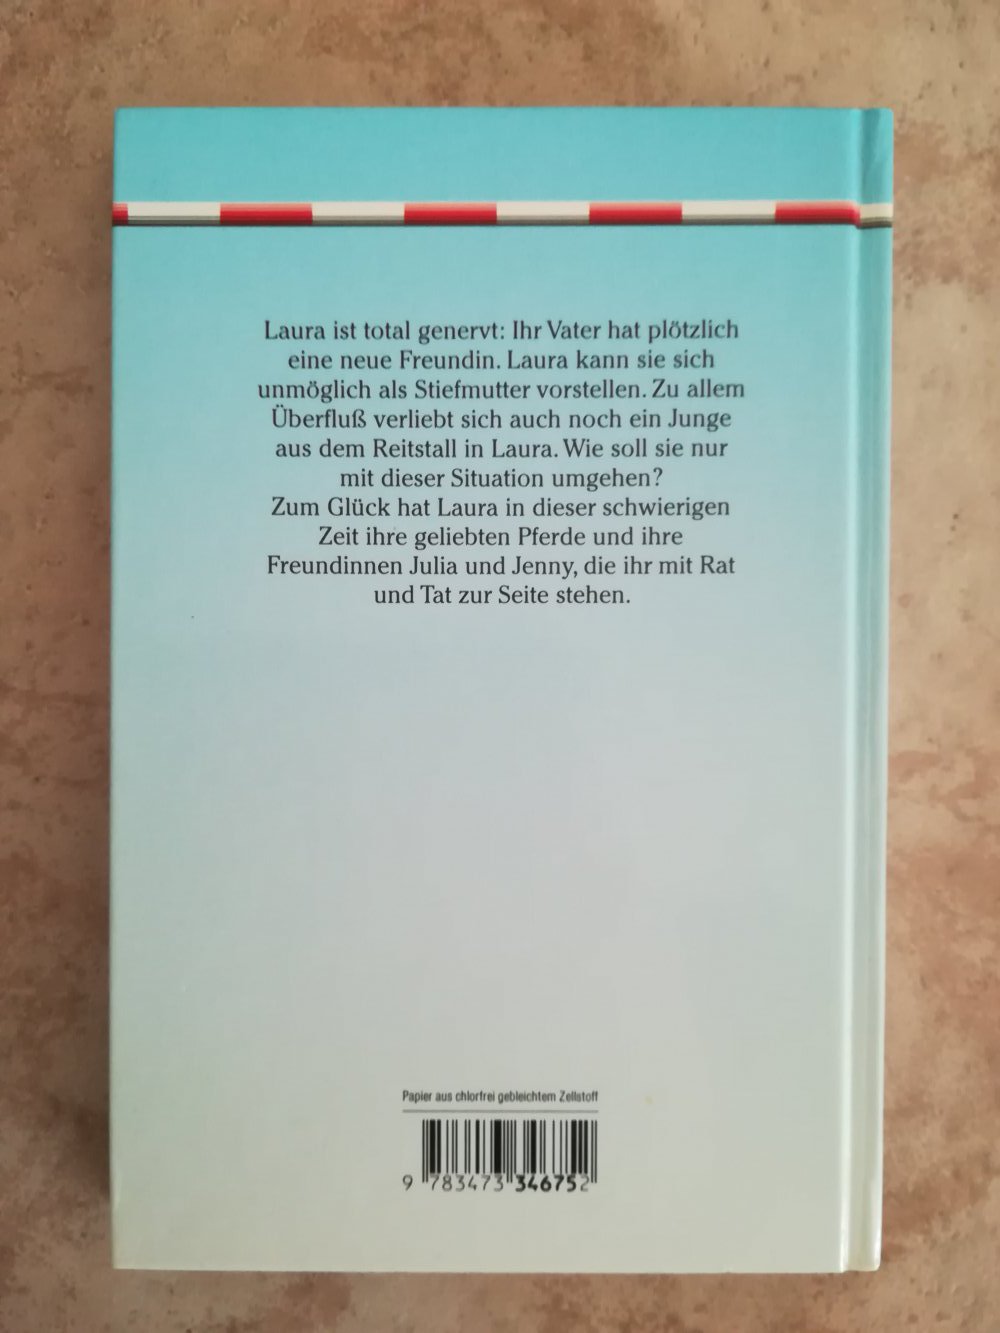 Laura ist total genervt: Ihr Vater hat plötzlich
eine neue Freundin. Laura kann sie sich
unmöglich als Stiefmutter vorstellen. Zu allem
Überfluß verliebt sich auch noch ein Junge
aus dem Reitstall in Laura. Wie soll sie nur
mit dieser Situation umgehen?
Zum Glück hat Laura in dieser schwierigen
Zeit ihre geliebten Pferde und ihre
Freundinnen Julia und Jenny, die ihr mit Rat
und Tat zur Seite stehen.
Papier aus chlorfrei gebleichtem Zellstoff
9 783473 346752